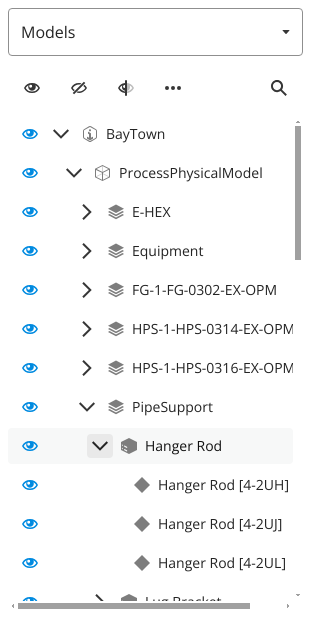 Models
BayTown
ProcessPhysicalModel
E-HEX
Equipment
FG-1-FG-0302-EX-OPM
HPS-1-HPS-0314-EX-OPM
HPS-1-HPS-0316-EX-OPM
PipeSupport
Hanger Rod
Hanger Rod [4-2UH]
Hanger Rod [4-2UJ]
Hanger Rod [4-2UL]
Lug Bracket